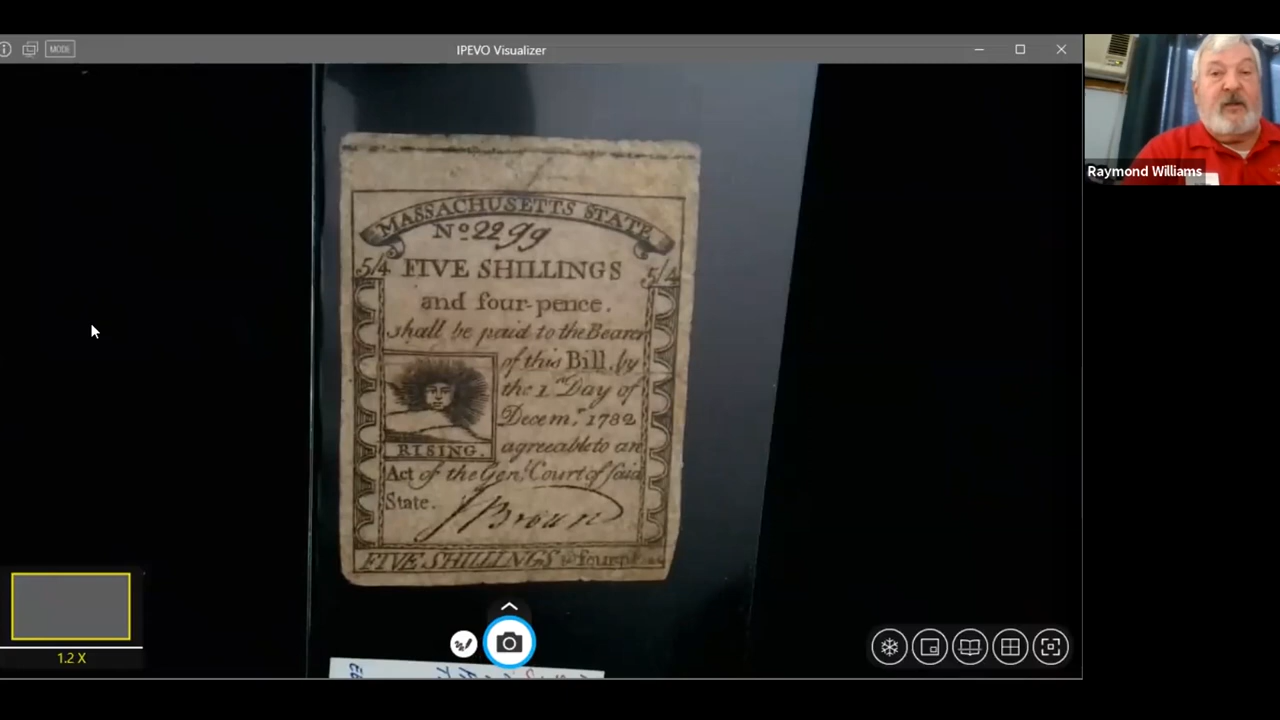 MODE
IPEVO Visualizer
Raymond Williams
MASSACHUSETTS STATE
No 2299
5/4 FIVE SHILLINGS 5/4
and four-pence.
shall be paid to the Bearer
of this Bill, by
the 1st Day of
Decem.r 1782
RISING. agreeable to an
Act of the Genl. Court of said
State. J Brown
FIVE SHILLINGS & four
1.2 X